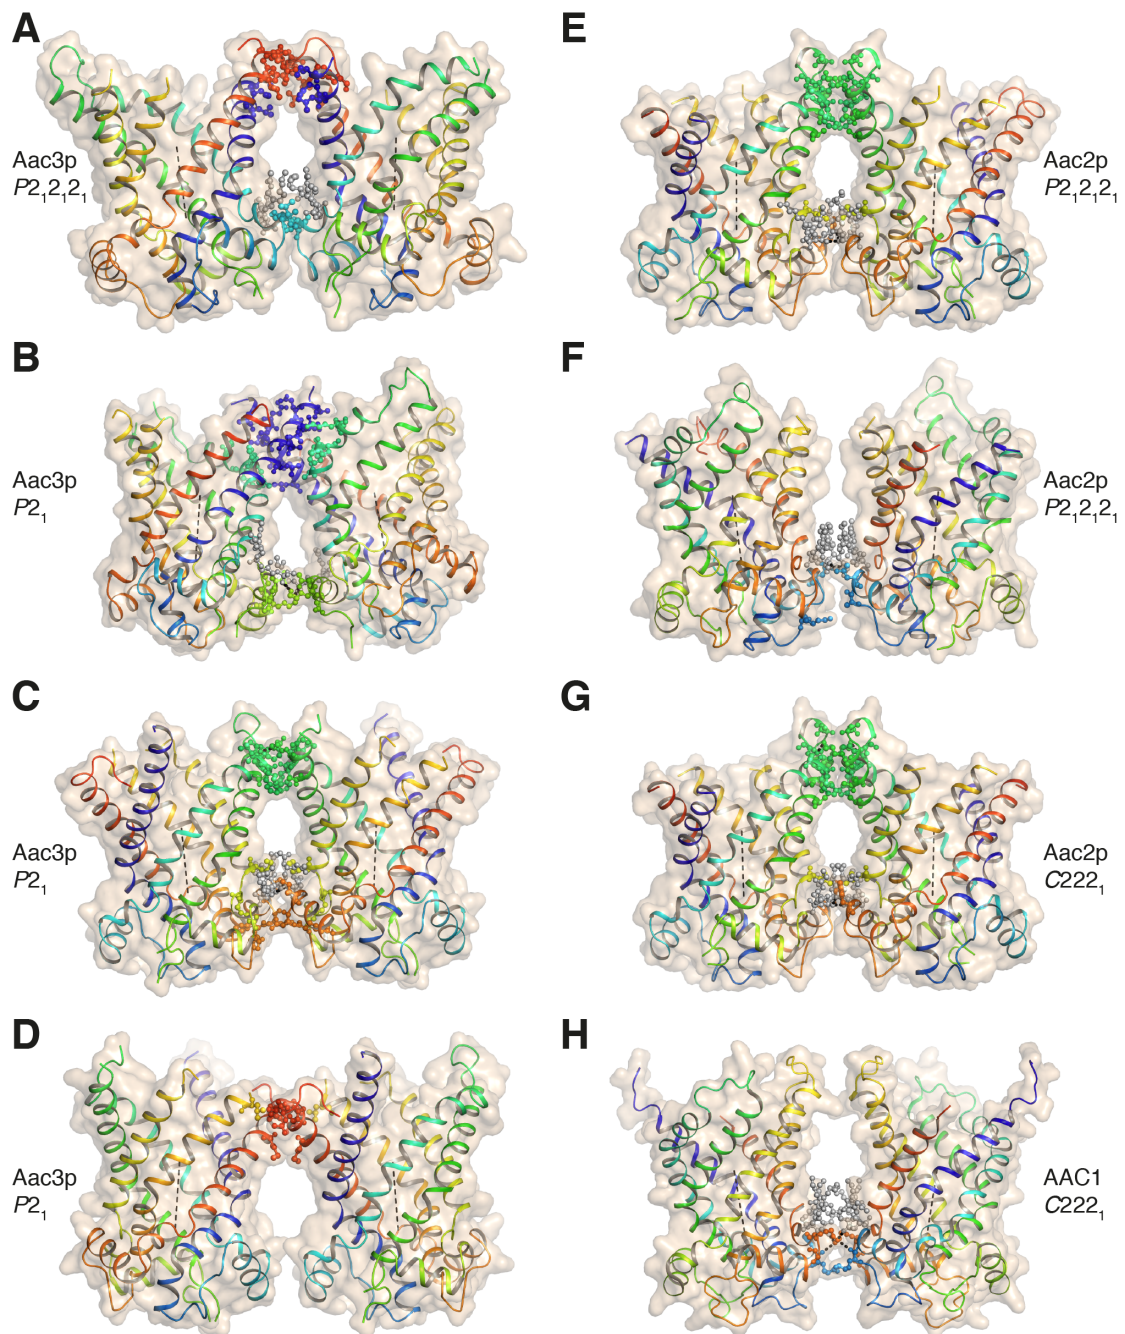 A
Aac3p
P2₁2₁2₁
B
Aac3p
P2₁
C
Aac3p
P2₁
D
Aac3p
P2₁
E
Aac2p
P2₁2₁2₁
F
Aac2p
P2₁2₁2₁
G
Aac2p
C222₁
H
AAC1
C222₁